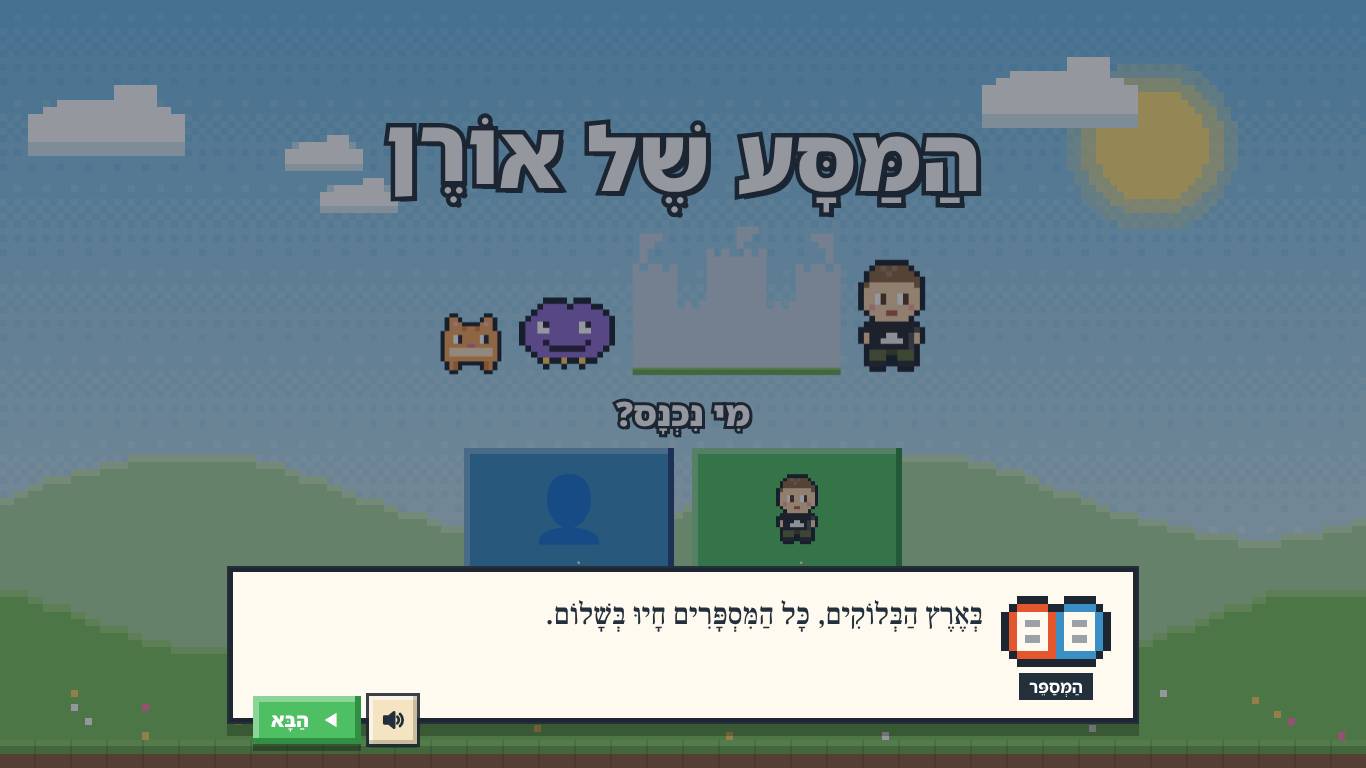 הַמַּסָּע שֶׁל אוֹרֶן
מִי נִכְנָס?
בְּאֶרֶץ הַבְּלוֹקִים, כָּל הַמִּסְפָּרִים חָיוּ בְּשָׁלוֹם.
הַמְסַפֵּר
הַבָּא